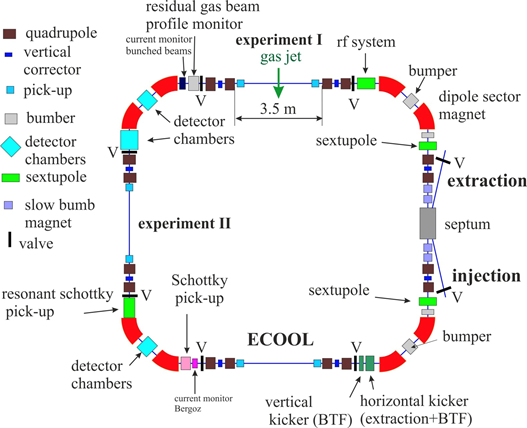 quadrupole
vertical
corrector
pick-up
bumber
detector
chambers
sextupole
slow bumb
magnet
valve
residual gas beam
profile monitor
current monitor
bunched beams
V
experiment I
gas jet
3.5 m
rf system
V
bumper
dipole sector
magnet
detector
chambers
V
sextupole
V
extraction
septum
experiment II
injection
V
resonant schottky
pick-up
V
Schottky
pick-up
V
ECOOL
V
sextupole
bumper
detector
chambers
current monitor
Bergoz
vertical
kicker (BTF)
horizontal kicker
(extraction+BTF)